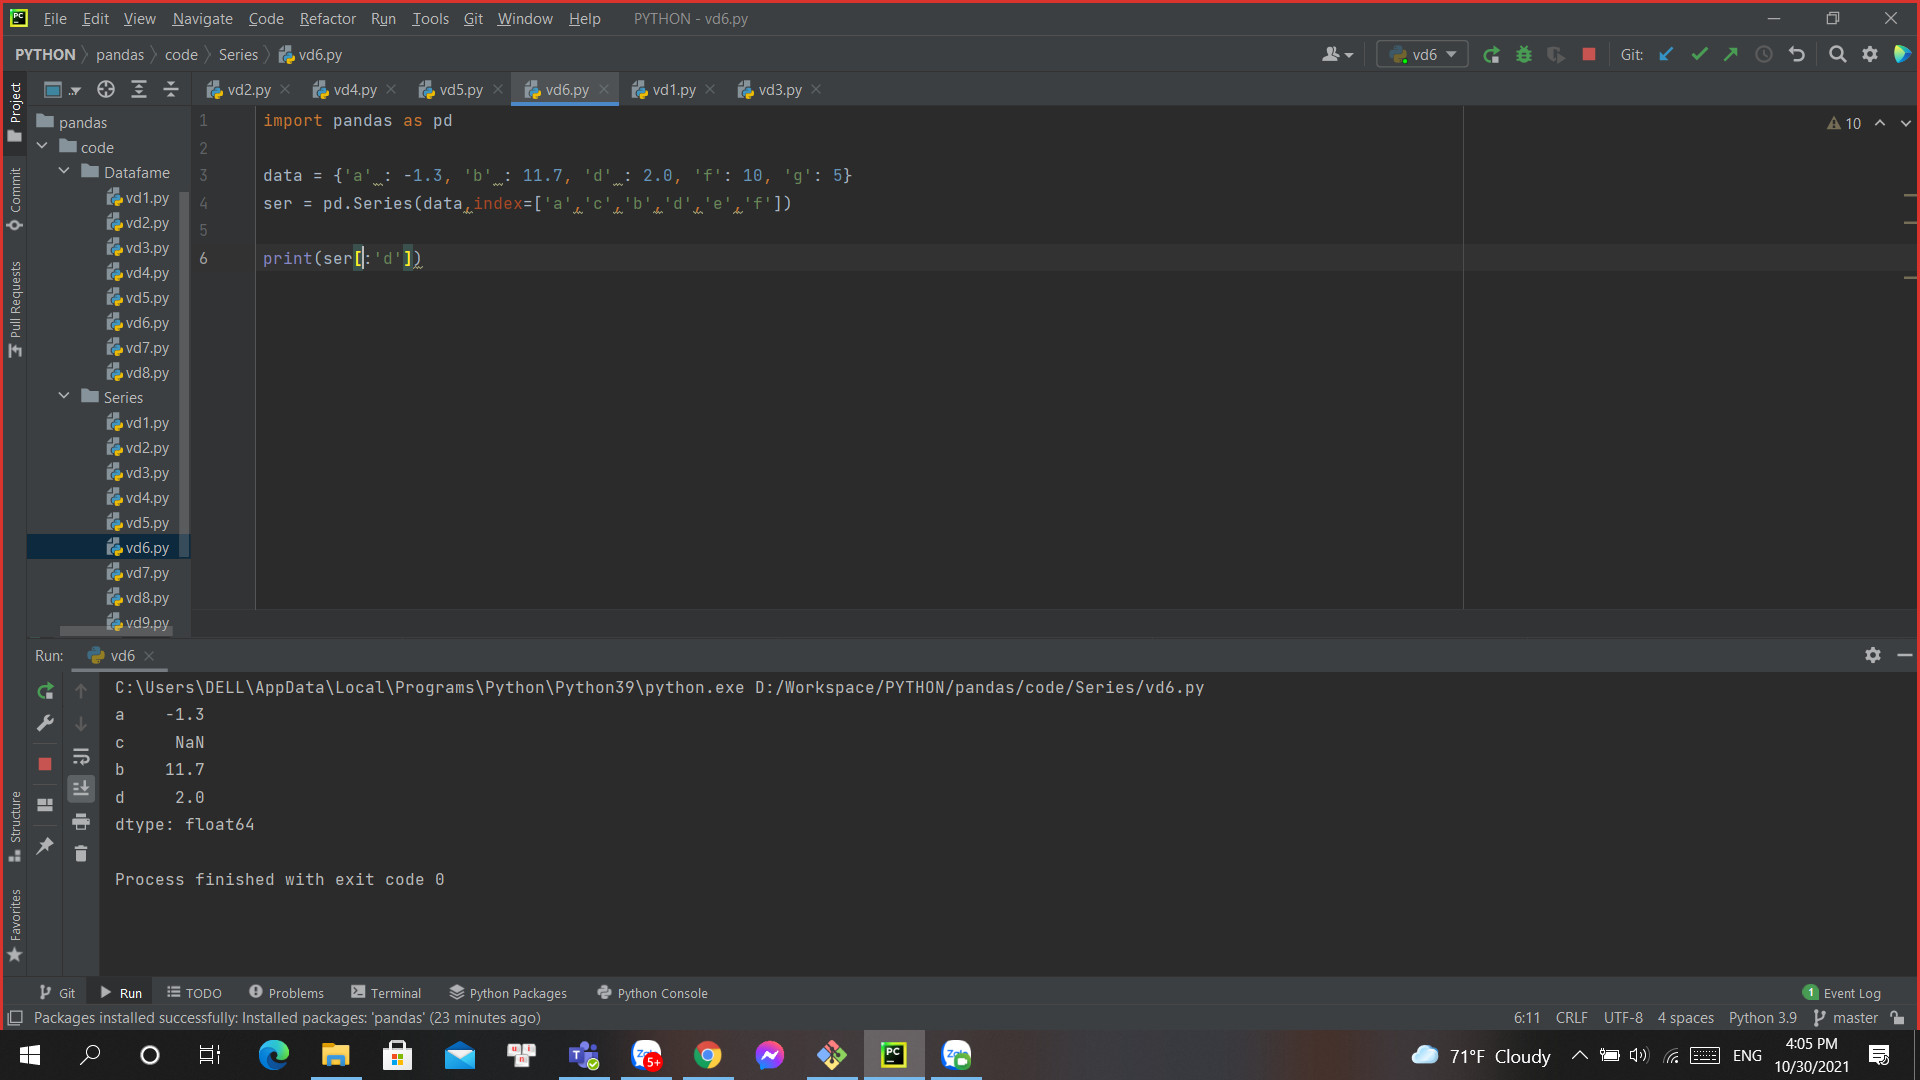 File Edit View Navigate Code Refactor Run Tools Git Window Help PYTHON - vd6.py
PYTHON pandas code Series vd6.py vd6 Git:
vd2.py vd4.py vd5.py vd6.py vd1.py vd3.py
Project
Commit
Pull Requests
Structure
Favorites
pandas
code
Datafame
vd1.py
vd2.py
vd3.py
vd4.py
vd5.py
vd6.py
vd7.py
vd8.py
Series
vd1.py
vd2.py
vd3.py
vd4.py
vd5.py
vd6.py
vd7.py
vd8.py
vd9.py
1 import pandas as pd
2
3 data = {'a' : -1.3, 'b' : 11.7, 'd' : 2.0, 'f': 10, 'g': 5}
4 ser = pd.Series(data,index=['a','c','b','d','e','f'])
5
6 print(ser[:'d'])
10
Run: vd6
C:\Users\DELL\AppData\Local\Programs\Python\Python39\python.exe D:/Workspace/PYTHON/pandas/code/Series/vd6.py
a -1.3
c NaN
b 11.7
d 2.0
dtype: float64
Process finished with exit code 0
Git Run TODO Problems Terminal Python Packages Python Console 1 Event Log
Packages installed successfully: Installed packages: 'pandas' (23 minutes ago) 6:11 CRLF UTF-8 4 spaces Python 3.9 master
71°F Cloudy ENG
4:05 PM
10/30/2021